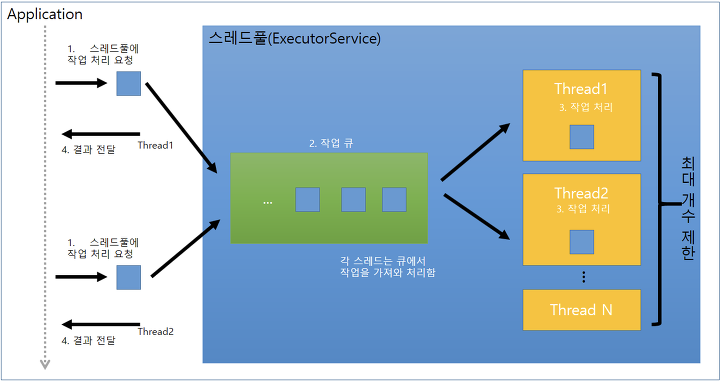 Application
스레드풀(ExecutorService)
1. 스레드풀에
작업 처리 요청
4. 결과 전달
Thread1
2. 작업 큐
...
각 스레드는 큐에서
작업을 가져와 처리함
1. 스레드풀에
작업 처리 요청
4. 결과 전달
Thread2
Thread1
3. 작업 처리
Thread2
3. 작업 처리
...
Thread N
최대 개수 제한